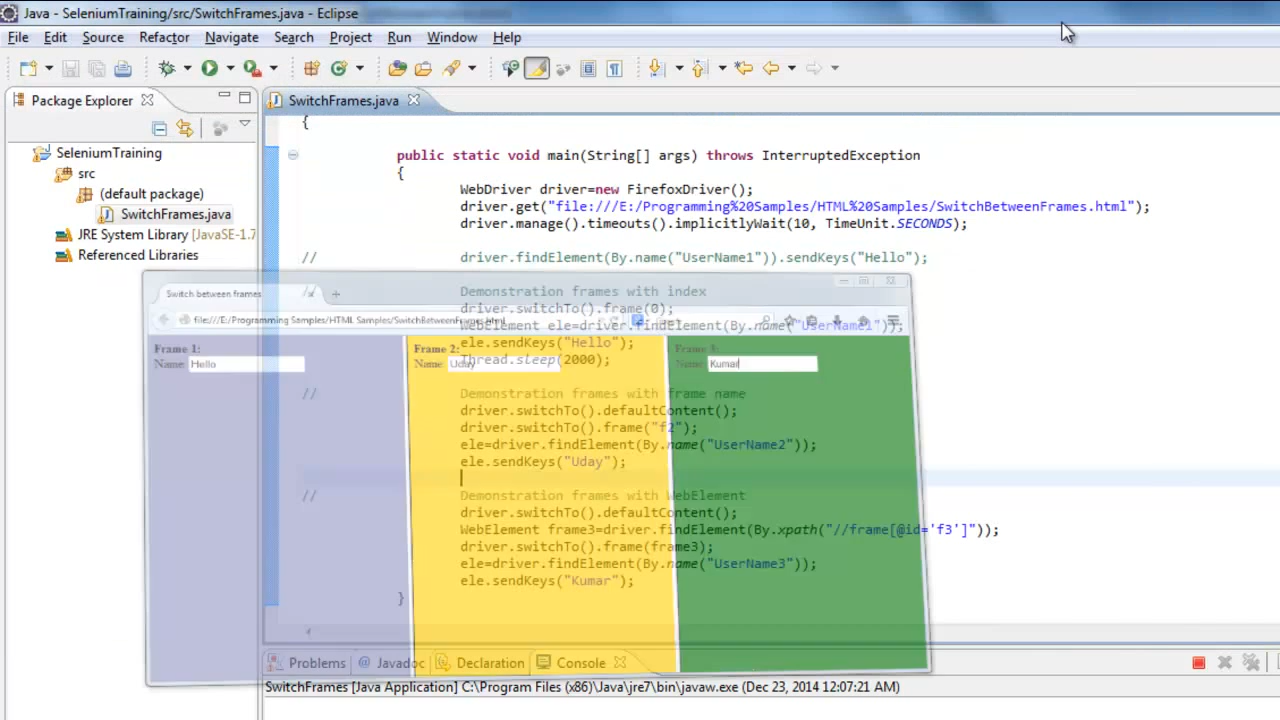 Java - SeleniumTraining/src/SwitchFrames.java - Eclipse
File Edit Source Refactor Navigate Search Project Run Window Help
Package Explorer
SwitchFrames.java
SeleniumTraining
src
(default package)
SwitchFrames.java
JRE System Library [JavaSE-1.7
Referenced Libraries
{
public static void main(String[] args) throws InterruptedException
{
WebDriver driver=new FirefoxDriver();
driver.get("file:///E:/Programming%20Samples/HTML%20Samples/SwitchBetweenFrames.html");
driver.manage().timeouts().implicitlyWait(10, TimeUnit.SECONDS);
// driver.findElement(By.name("UserName1")).sendKeys("Hello");
// Demonstration frames with index
driver.switchTo().frame(0);
WebElement ele=driver.findElement(By.name("UserName1"));
ele.sendKeys("Hello");
Thread.sleep(2000);
// Demonstration frames with frame name
driver.switchTo().defaultContent();
driver.switchTo().frame("f2");
ele=driver.findElement(By.name("UserName2"));
ele.sendKeys("Uday");
// Demonstration frames with WebElement
driver.switchTo().defaultContent();
WebElement frame3=driver.findElement(By.xpath("//frame[@id='f3']"));
driver.switchTo().frame(frame3);
ele=driver.findElement(By.name("UserName3"));
ele.sendKeys("Kumar");
}
Switch between frames
file:///E:/Programming Samples/HTML Samples/SwitchBetweenFrames.html
Frame 1:
Name: Hello
Frame 2:
Name: Uday
Frame 3:
Name: Kumar
Problems @ Javadoc Declaration Console
SwitchFrames [Java Application] C:\Program Files (x86)\Java\jre7\bin\javaw.exe (Dec 23, 2014 12:07:21 AM)